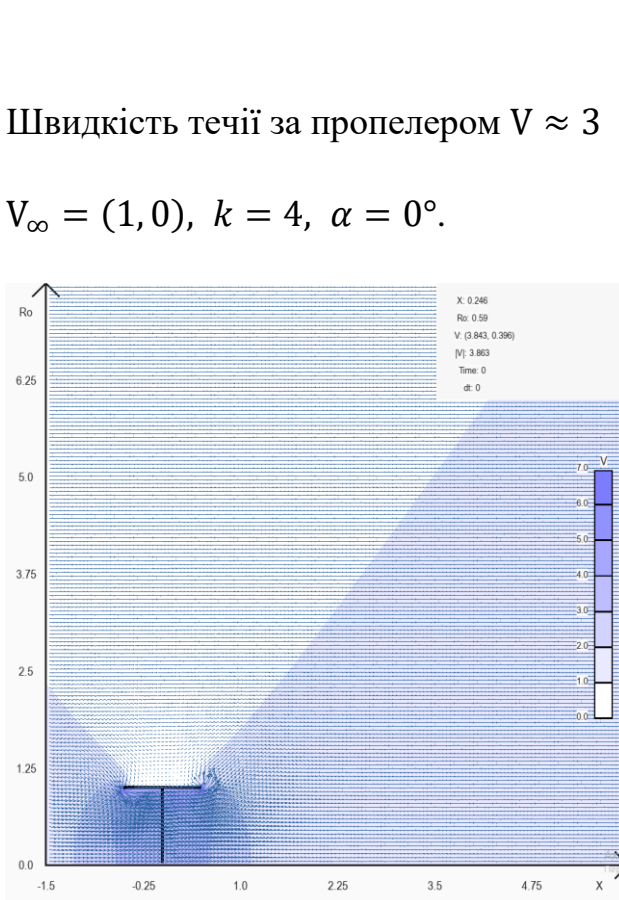 Швидкість течії за пропелером V ≈ 3
V∞ = (1, 0), k = 4, α = 0°.
X: 0.246
Ro: 0.59
V: (3.843, 0.396)
|V|: 3.863
Time: 0
dt: 0
Ro
6.25
5.0
3.75
2.5
1.25
0.0
-1.5 -0.25 1.0 2.25 3.5 4.75 X
V
7.0
6.0
5.0
4.0
3.0
2.0
1.0
0.0